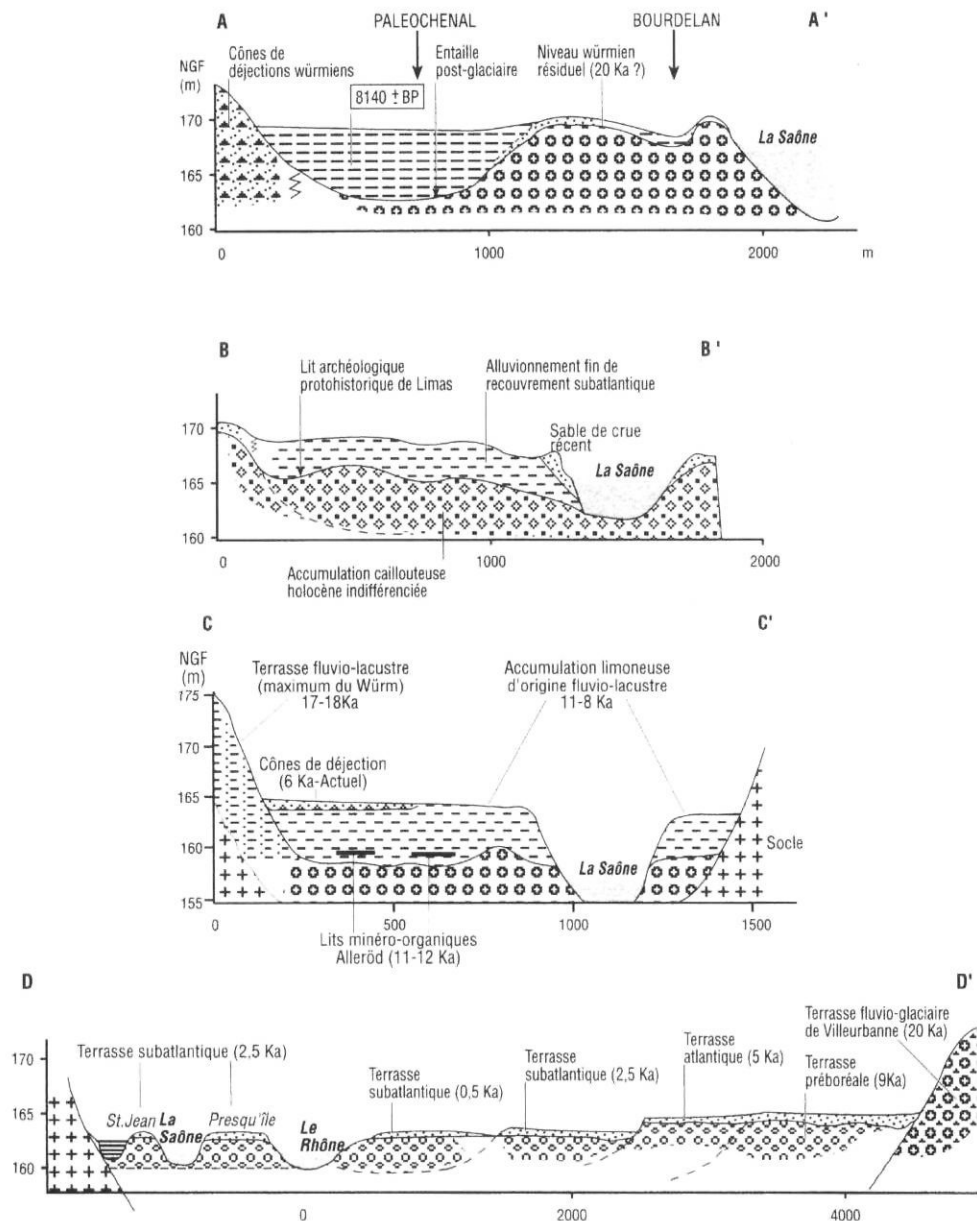 A
PALEOCHENAL
BOURDELAN
A'
NGF
(m)
Cônes de
déjections würmiens
Entaille
post-glaciaire
Niveau würmien
résiduel (20 Ka ?)
8140 ± BP
170
165
160
La Saône
0
1000
2000
m
B
B'
Lit archéologique
protohistorique de Limas
Alluvionnement fin de
recouvrement subatlantique
Sable de crue
récent
La Saône
170
165
160
0
1000
2000
Accumulation caillouteuse
holocène indifférenciée
C
C'
NGF
(m)
Terrasse fluvio-lacustre
(maximum du Würm)
17-18Ka
Accumulation limoneuse
d'origine fluvio-lacustre
11-8 Ka
175
170
165
160
155
Cônes de déjection
(6 Ka-Actuel)
La Saône
Socle
0
500
1000
1500
Lits minéro-organiques
Alleröd (11-12 Ka)
D
D'
Terrasse subatlantique (2,5 Ka)
Terrasse
subatlantique (0,5 Ka)
Terrasse
subatlantique (2,5 Ka)
Terrasse
atlantique (5 Ka)
Terrasse fluvio-glaciaire
de Villeurbanne (20 Ka)
Terrasse
préboréale (9Ka)
170
165
160
St.Jean
La
Saône
Presqu'île
Le
Rhône
0
2000
4000